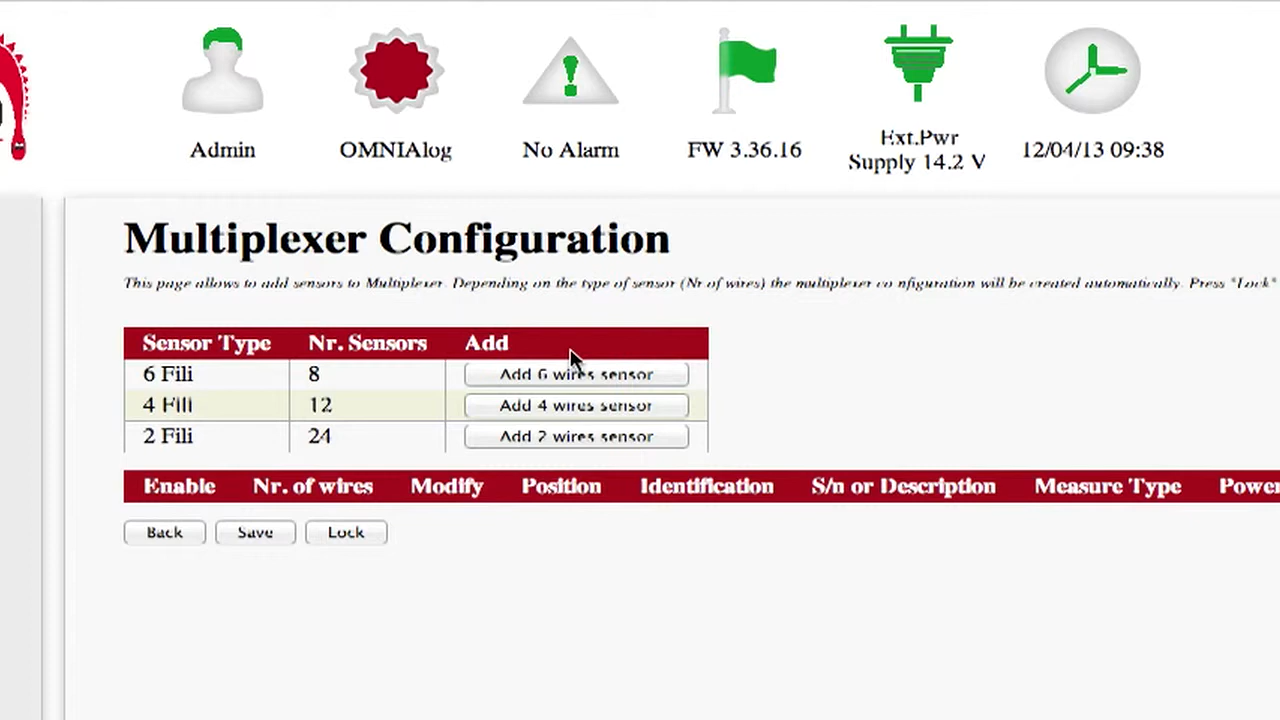 Admin
OMNIAlog
No Alarm
FW 3.36.16
Ext.Pwr
Supply 14.2 V
12/04/13 09:38
Multiplexer Configuration
This page allows to add sensors to Multiplexer. Depending on the type of sensor (Nr of wires) the multiplexer co nfiguration will be created automatically. Press "Lock"
Sensor Type Nr. Sensors Add
6 Fili 8 Add 6 wires sensor
4 Fili 12 Add 4 wires sensor
2 Fili 24 Add 2 wires sensor
Enable Nr. of wires Modify Position Identification S/n or Description Measure Type Power
Back Save Lock